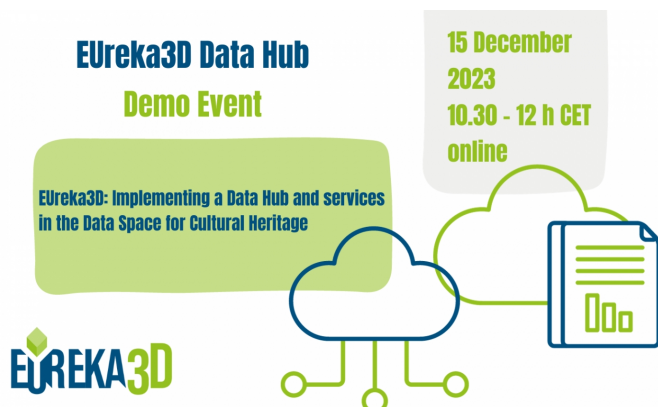 EUreka3D Data Hub
Demo Event
15 December
2023
10.30 - 12 h CET
online
EUreka3D: Implementing a Data Hub and services
in the Data Space for Cultural Heritage
EUREKA3D